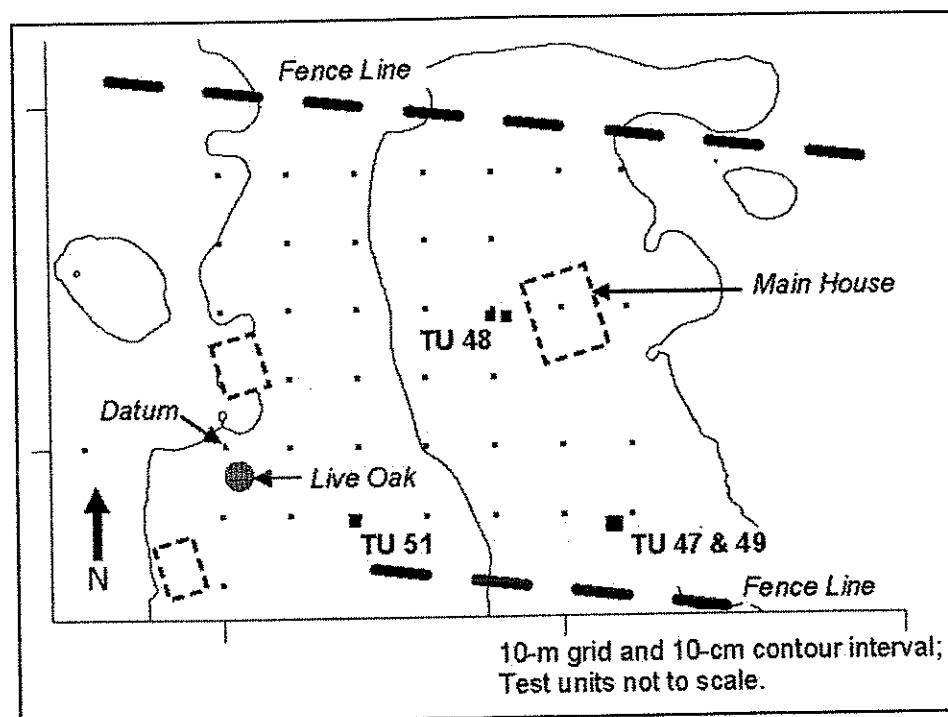 Fence Line
Main House
TU 48
Datum
Live Oak
TU 51
TU 47 & 49
N
Fence Line
10-m grid and 10-cm contour interval;
Test units not to scale.